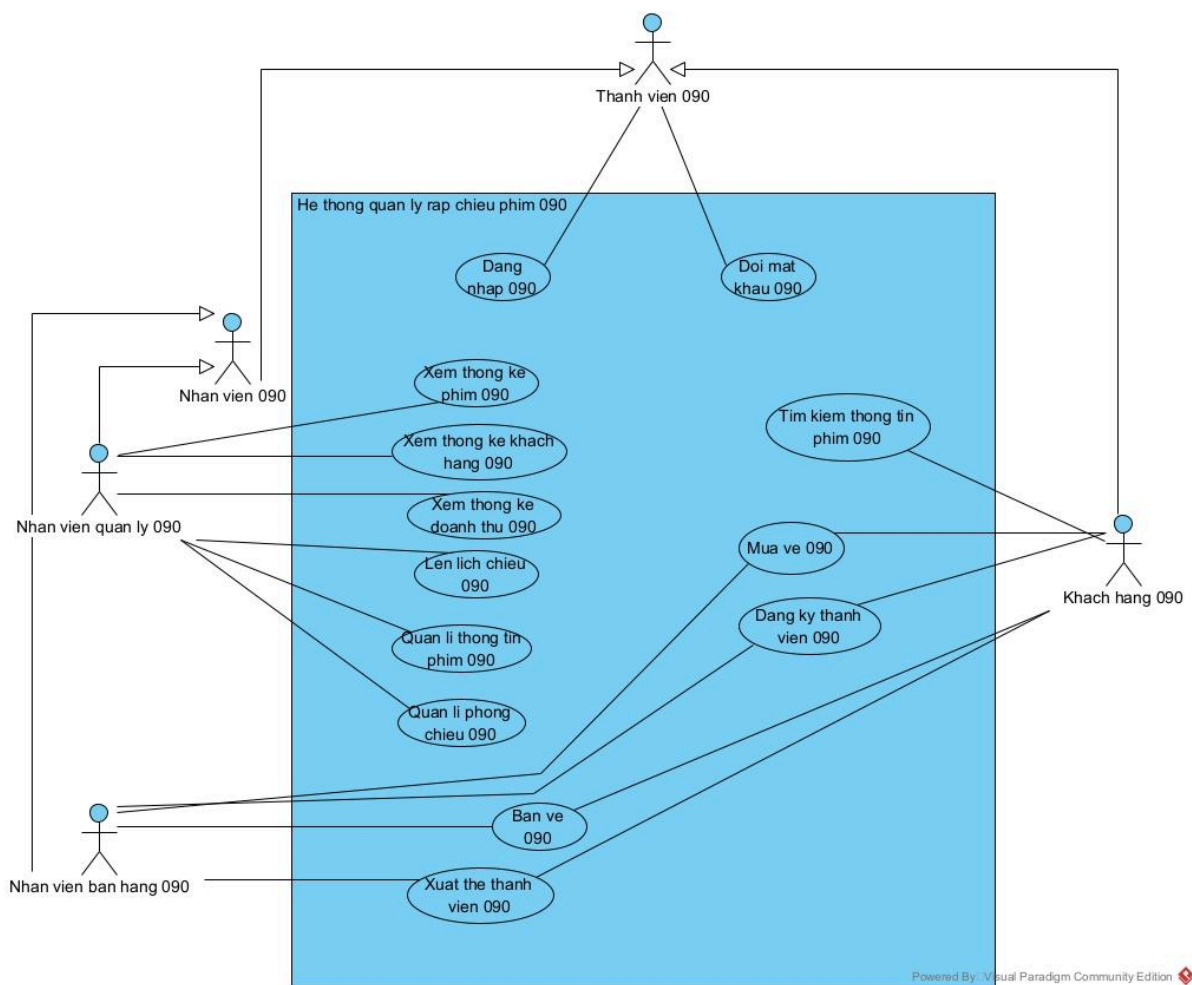 Thanh vien 090
He thong quan ly rap chieu phim 090
Dang
nhap 090
Doi mat
khau 090
Nhan vien 090
Xem thong ke
phim 090
Tim kiem thong tin
phim 090
Xem thong ke khach
hang 090
Nhan vien quan ly 090
Xem thong ke
doanh thu 090
Mua ve 090
Len lich chieu
090
Khach hang 090
Dang ky thanh
vien 090
Quan li thong tin
phim 090
Quan li phong
chieu 090
Ban ve
090
Nhan vien ban hang 090
Xuat the thanh
vien 090
Powered By Visual Paradigm Community Edition